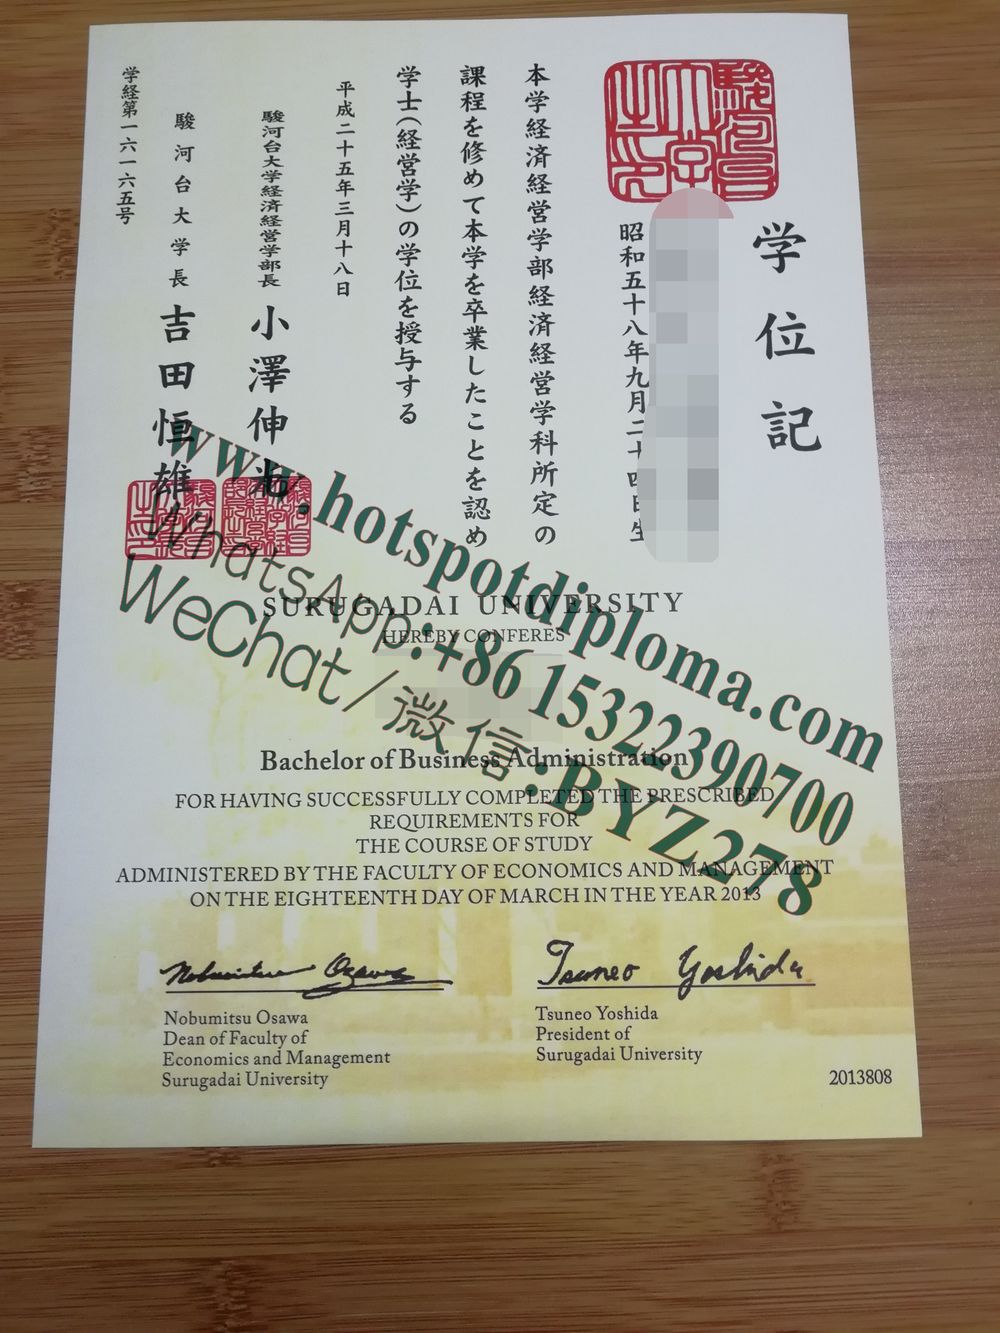 学位記
昭和五十八年九月二十四日生
本学経済経営学部経済経営学科所定の
課程を修めて本学を卒業したことを認め
学士(経営学)の学位を授与する
平成二十五年三月十八日
駿河台大学経済経営学部長
小澤伸光
駿河台大学長
吉田恒雄
学経第一六一六五号
www.hotspotdiploma.com
WhatsApp:+86 15322390700
WeChat/微信:BYZ278
SURUGADAI UNIVERSITY
HEREBY CONFERES
Bachelor of Business Administration
FOR HAVING SUCCESSFULLY COMPLETED THE PRESCRIBED
REQUIREMENTS FOR
THE COURSE OF STUDY
ADMINISTERED BY THE FACULTY OF ECONOMICS AND MANAGEMENT
ON THE EIGHTEENTH DAY OF MARCH IN THE YEAR 2013
Nobumitsu Osawa
Tsuneo Yoshida
Nobumitsu Osawa
Dean of Faculty of
Economics and Management
Surugadai University
Tsuneo Yoshida
President of
Surugadai University
2013808